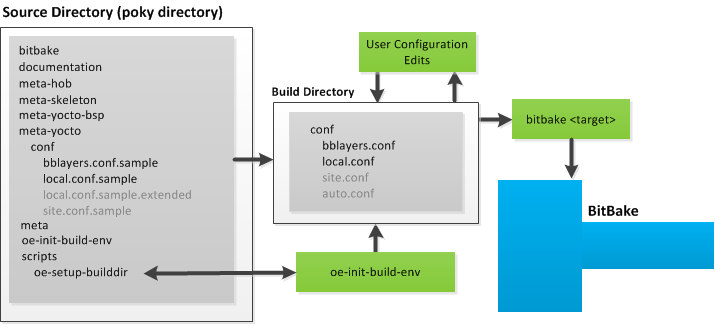 Source Directory (poky directory)
bitbake
documentation
meta-hob
meta-skeleton
meta-yocto-bsp
meta-yocto
conf
bblayers.conf.sample
local.conf.sample
local.conf.sample.extended
site.conf.sample
meta
oe-init-build-env
scripts
oe-setup-builddir
User Configuration
Edits
Build Directory
conf
bblayers.conf
local.conf
site.conf
auto.conf
oe-init-build-env
bitbake <target>
BitBake